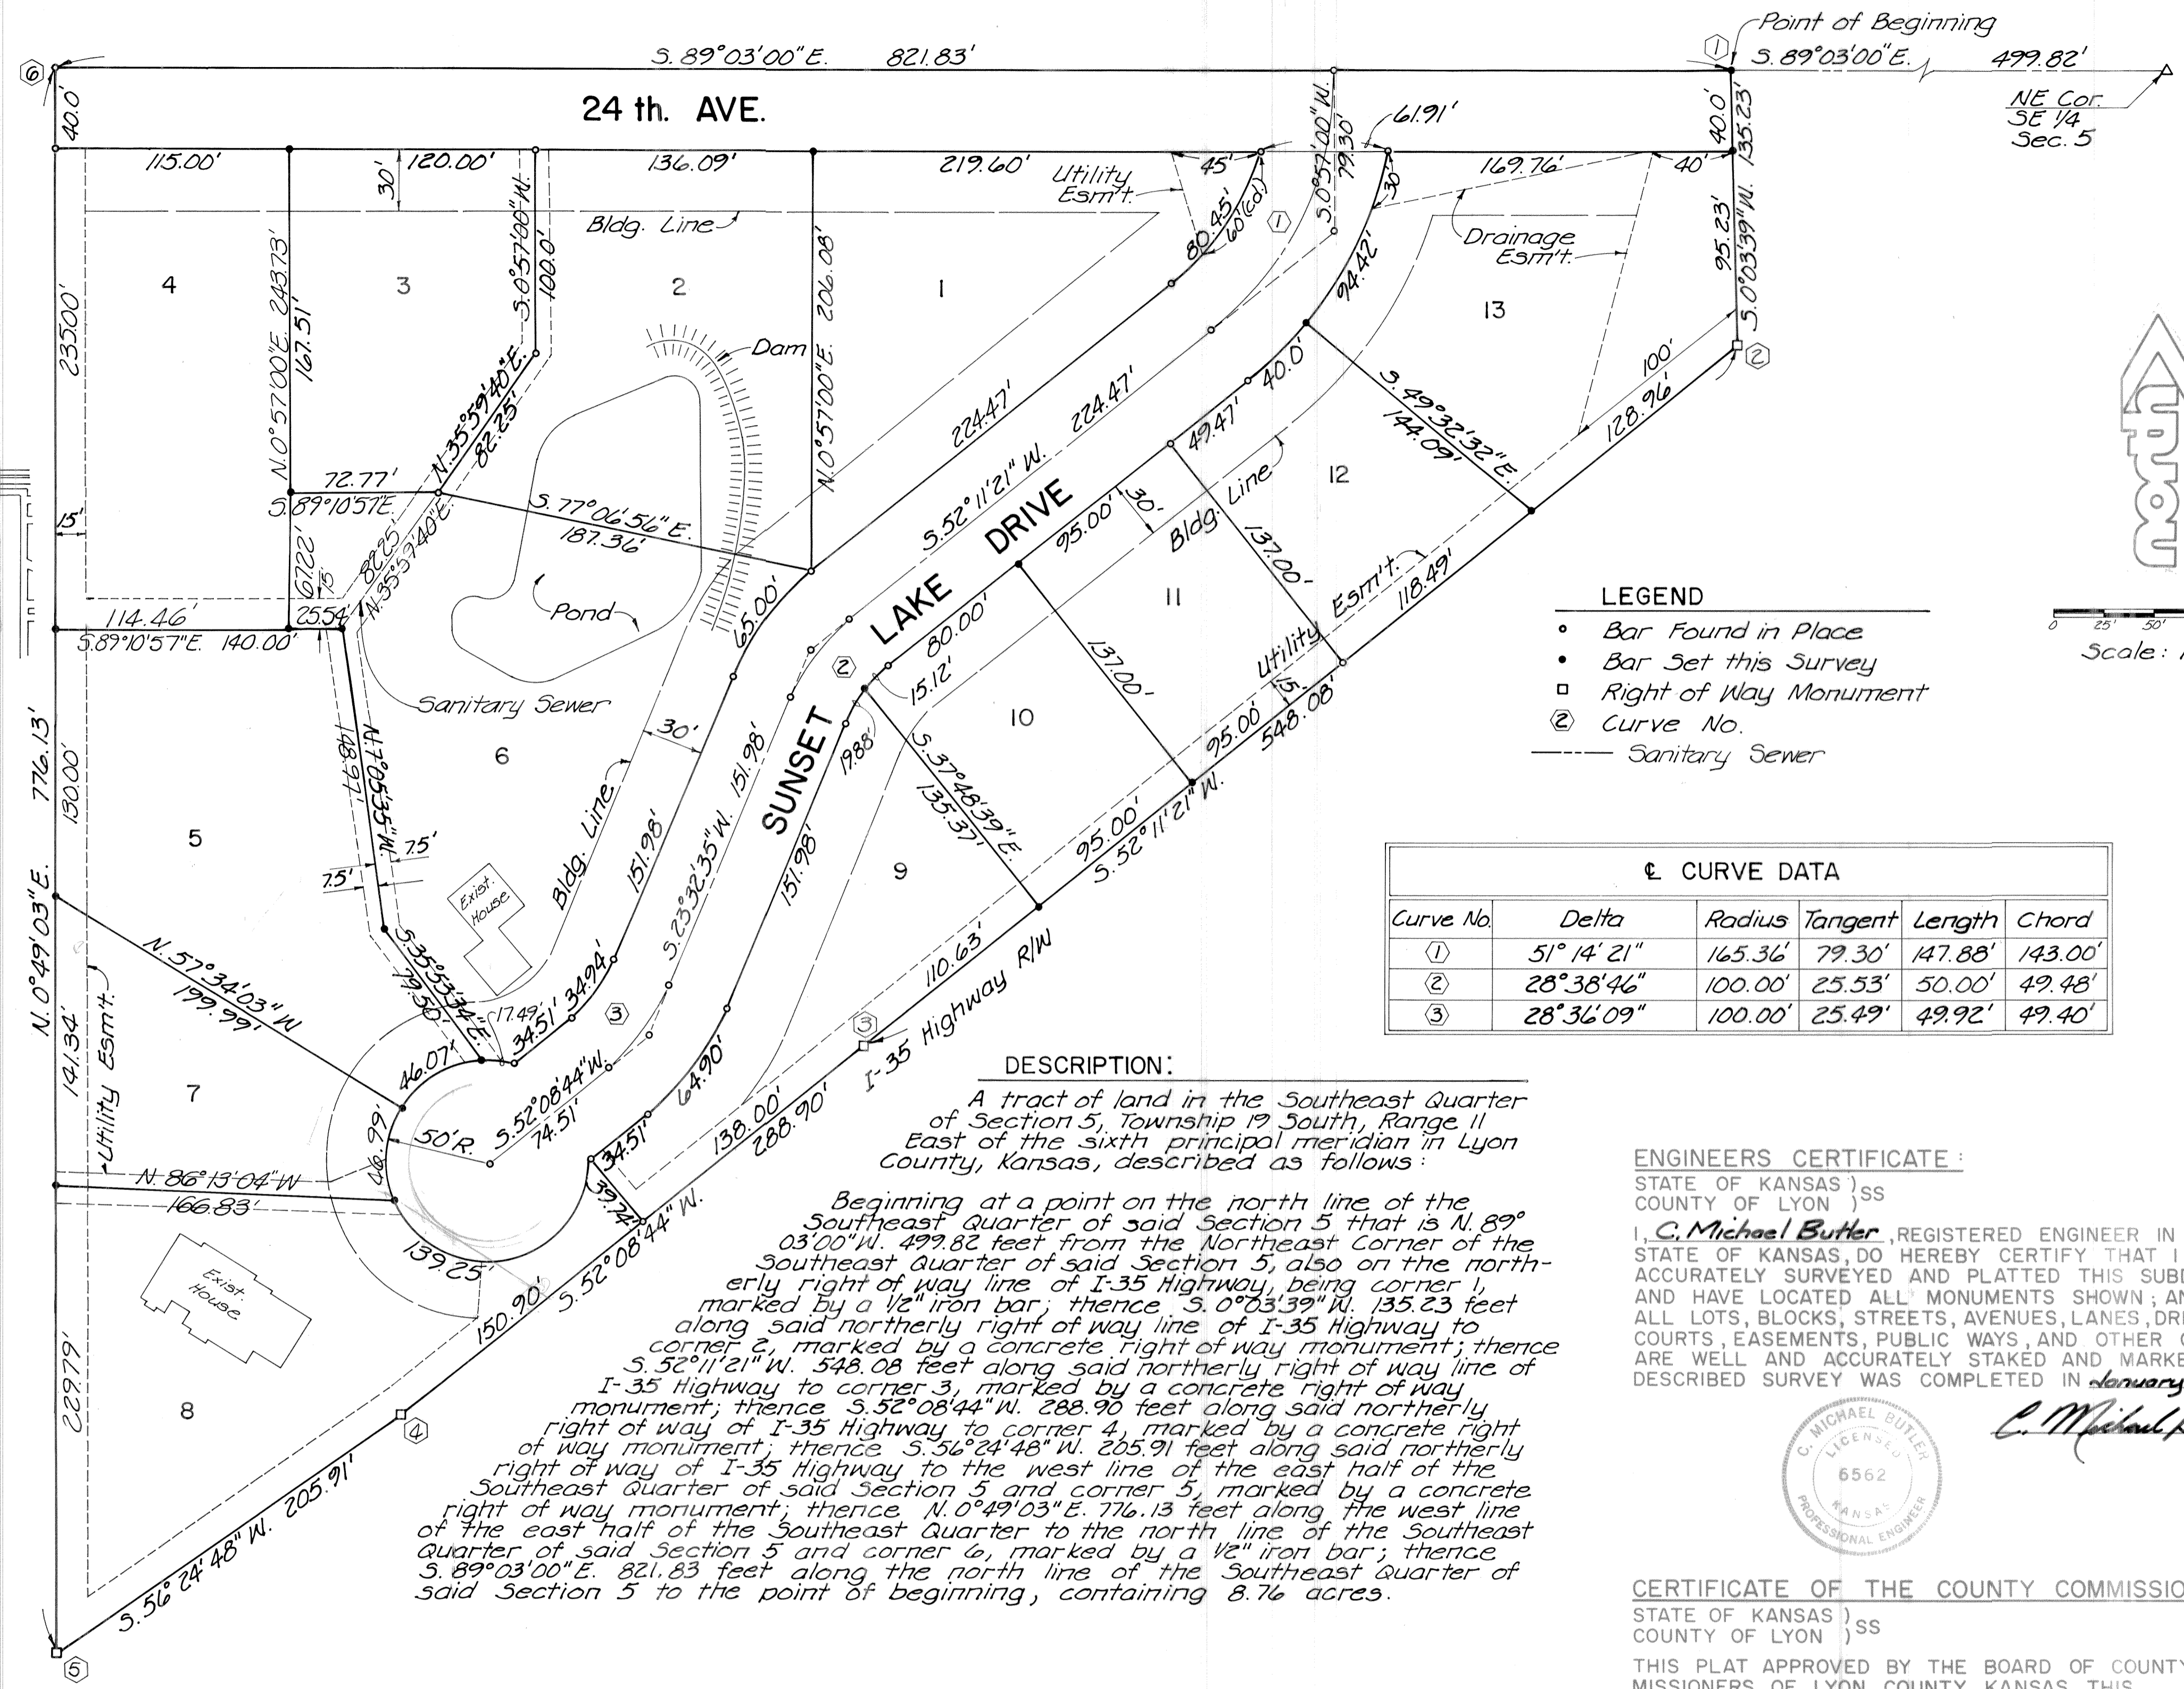 Point of Beginning
S. 89°03'00"E. 821.83'
1
S. 89°03'00"E. 499.82'
6
NE Cor.
SE 1/4
Sec. 5
40.0'
24 th. AVE.
S.0°57'00"W.
79.30'
61.91'
40.0'
135.23'
115.00'
120.00'
136.09'
219.60'
45'
169.76'
40'
30'
Utility
Esm't.
30'
Bldg. Line
80.45'
60'(cd.)
1
Drainage
Esm't.
95.23'
S.0°03'39"W.
235.00'
4
N.0°57'00"E. 243.73'
167.51'
3
S.0°57'00"W.
100.0'
2
N.0°57'00"E. 206.08'
1
94.42'
13
Dam
2
100'
128.96'
N.35°59'40"E.
82.25'
224.47'
S.52°11'21"W. 224.47'
40.0'
49.47'
S. 49°32'32"E.
144.09'
72.77'
S.89°10'57"E.
S. 77°06'56"E.
187.36'
15'
67.22'
15'
82.25'
N.35°59'40"E.
Pond
30'
Bldg. Line
12
95.00'
137.00'
114.46'
25.54'
S.89°10'57"E. 140.00'
65.00'
SUNSET LAKE DRIVE
11
Utility Esm't.
118.49'
LEGEND
Bar Found in Place
Bar Set this Survey
Right of Way Monument
2 Curve No.
Sanitary Sewer
0 25' 50'
Scale:
2
80.00'
15.12'
137.00'
15'
Sanitary Sewer
6
30'
19.88'
10
95.00'
548.08'
N. 0°49'03"E. 776.13'
130.00'
148.97'
N.7°05'35"W.
7.5'
7.5'
5
Bldg. Line
151.98'
S.23°32'35"W. 151.98'
151.98'
S.37°48'39"E.
135.37'
9
95.00'
S.52°11'21"W.
Exist.
House
N. 57°34'03"W
199.99'
S.35°53'34"E.
79.50'
17.49'
34.51'
34.94'
3
110.63'
3
I-35 Highway R/W
141.34'
Utility Esm't.
7
46.07'
46.99'
50'R.
S.52°08'44"W.
74.51'
64.90'
34.51'
39.74'
138.00'
288.90'
N. 86°13'04"W
166.83'
139.25'
150.90'
S.52°08'44"W.
Exist.
House
229.79'
8
4
S.56°24'48"W. 205.91'
5
℄ CURVE DATA
Curve No. Delta Radius Tangent Length Chord
1 51°14'21" 165.36' 79.30' 147.88' 143.00'
2 28°38'46" 100.00' 25.53' 50.00' 49.48'
3 28°36'09" 100.00' 25.49' 49.92' 49.40'
DESCRIPTION:
A tract of land in the Southeast Quarter
of Section 5, Township 19 South, Range 11
East of the sixth principal meridian in Lyon
County, Kansas, described as follows:
Beginning at a point on the north line of the
Southeast Quarter of said Section 5 that is N. 89°
03'00"W. 499.82 feet from the Northeast Corner of the
Southeast Quarter of said Section 5, also on the north-
erly right of way line of I-35 Highway, being corner 1,
marked by a 1/2" iron bar; thence S. 0°03'39"W. 135.23 feet
along said northerly right of way line of I-35 Highway to
corner 2, marked by a concrete right of way monument; thence
S. 52°11'21"W. 548.08 feet along said northerly right of way line of
I-35 Highway to corner 3, marked by a concrete right of way
monument; thence S.52°08'44"W. 288.90 feet along said northerly
right of way of I-35 Highway to corner 4, marked by a concrete right
of way monument; thence S.56°24'48"W. 205.91 feet along said northerly
right of way of I-35 Highway to the west line of the east half of the
Southeast Quarter of said Section 5 and corner 5, marked by a concrete
right of way monument; thence N.0°49'03"E. 776.13 feet along the west line
of the east half of the Southeast Quarter to the north line of the Southeast
Quarter of said Section 5 and corner 6, marked by a 1/2" iron bar; thence
S.89°03'00"E. 821.83 feet along the north line of the Southeast Quarter of
said Section 5 to the point of beginning, containing 8.76 acres.
ENGINEERS CERTIFICATE:
STATE OF KANSAS )
COUNTY OF LYON ) SS
I, C. Michael Butler, REGISTERED ENGINEER IN
STATE OF KANSAS, DO HEREBY CERTIFY THAT I
ACCURATELY SURVEYED AND PLATTED THIS SUBD
AND HAVE LOCATED ALL MONUMENTS SHOWN; AN
ALL LOTS, BLOCKS, STREETS, AVENUES, LANES, DR
COURTS, EASEMENTS, PUBLIC WAYS, AND OTHER
ARE WELL AND ACCURATELY STAKED AND MARKE
DESCRIBED SURVEY WAS COMPLETED IN January
C. Michael
C. MICHAEL BUTLER
LICENSED
6562
KANSAS
PROFESSIONAL ENGINEER
CERTIFICATE OF THE COUNTY COMMISSIO
STATE OF KANSAS )
COUNTY OF LYON ) SS
THIS PLAT APPROVED BY THE BOARD OF COUNTY
MISSIONERS OF LYON COUNTY KANSAS THIS